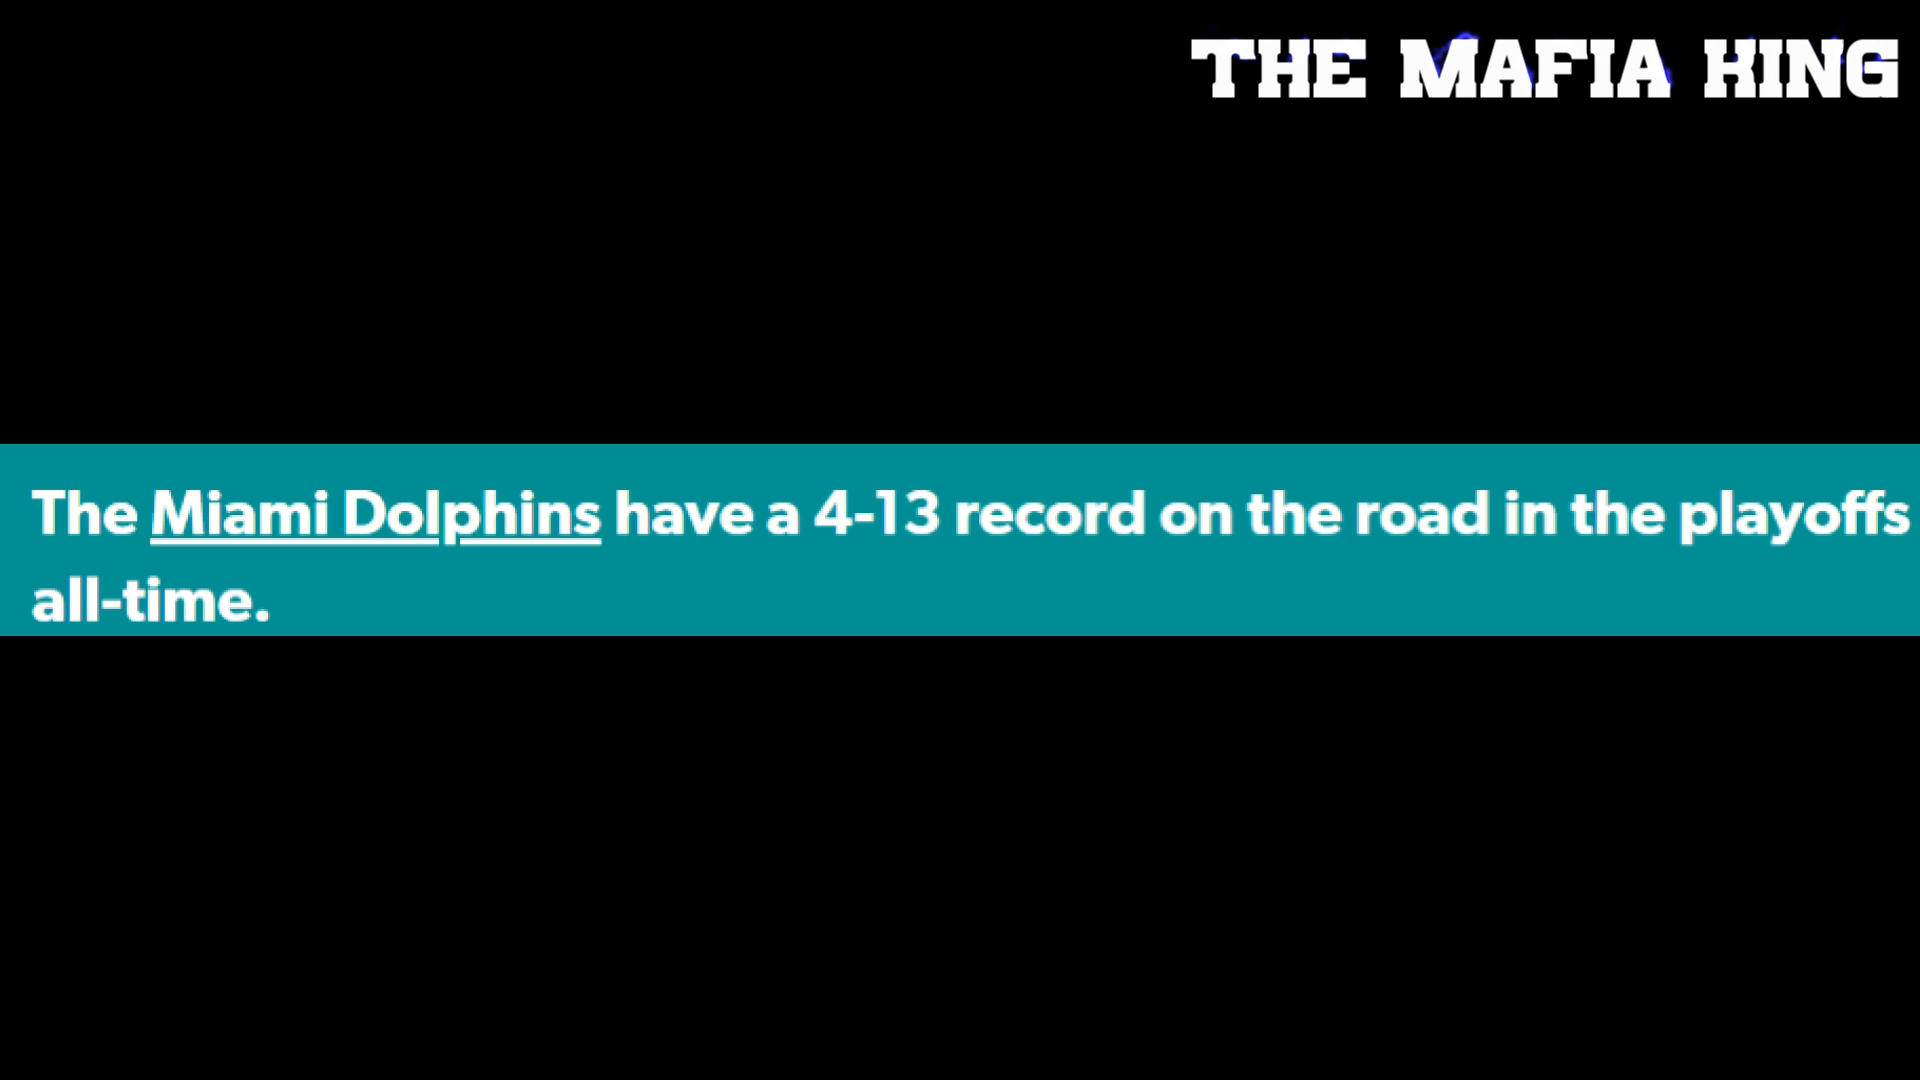 THE MAFIA KING
The Miami Dolphins have a 4-13 record on the road in the playoffs
all-time.